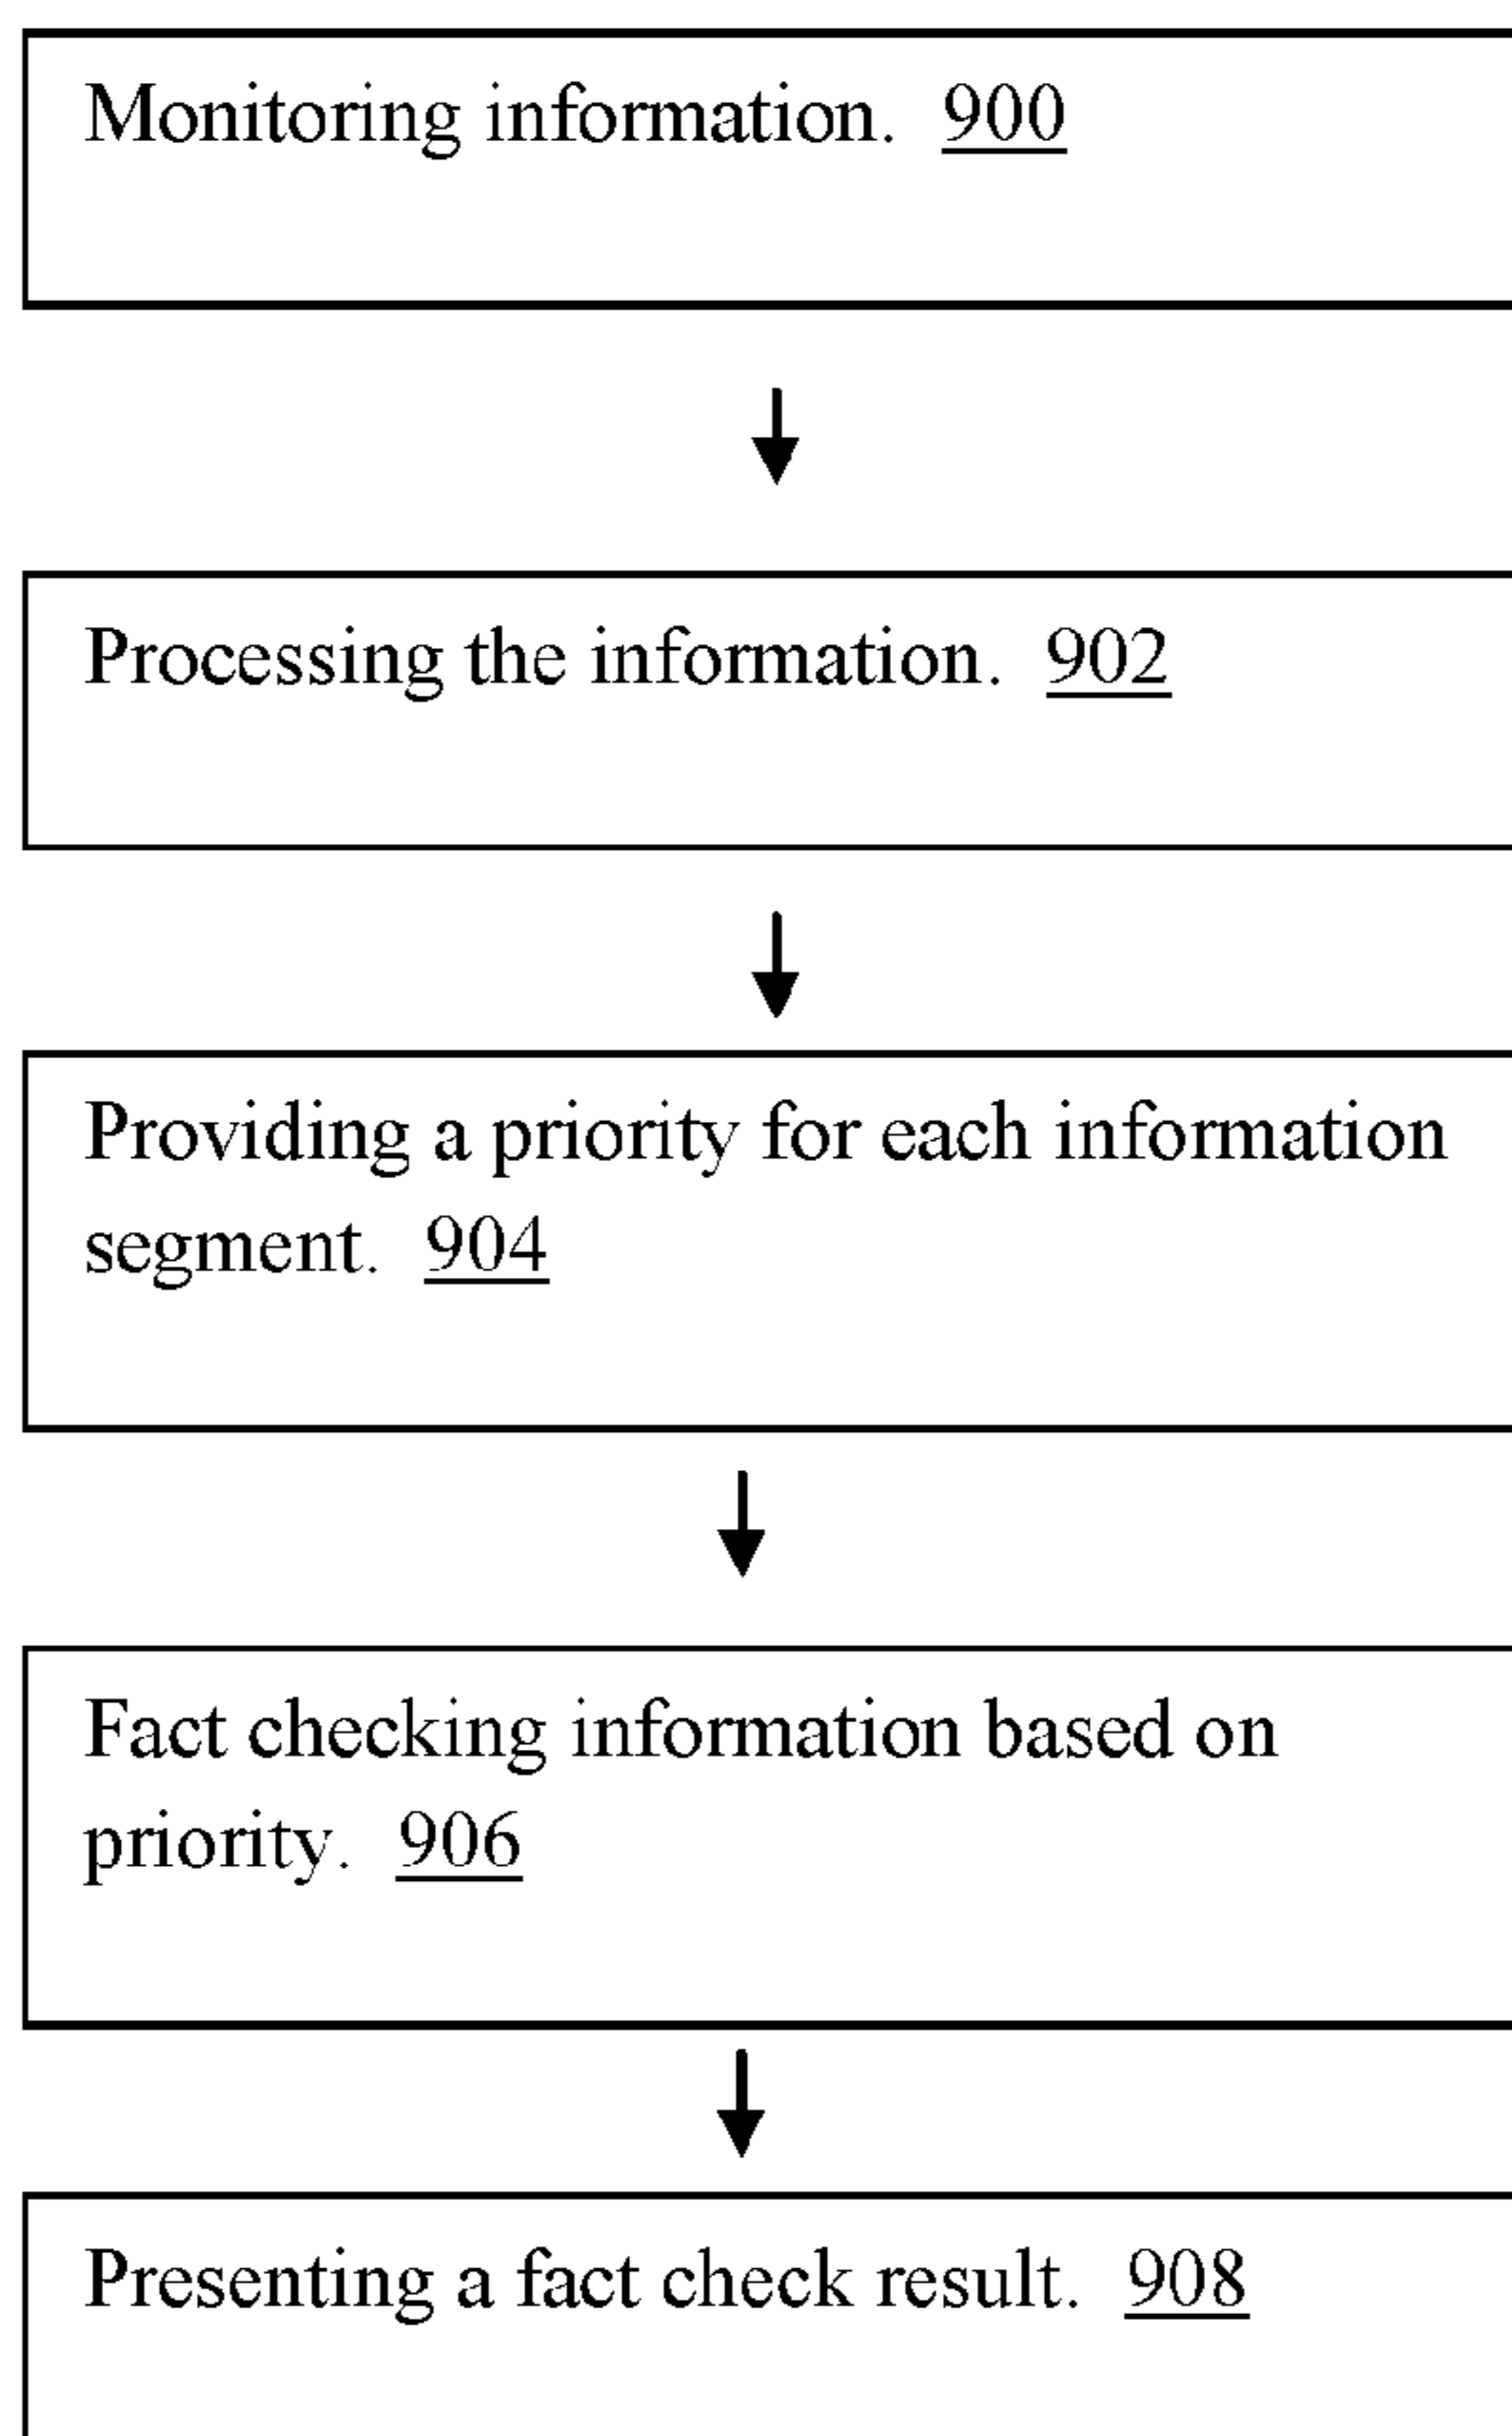 Monitoring information. 900
Processing the information. 902
Providing a priority for each information
segment. 904
Fact checking information based on
priority. 906
Presenting a fact check result. 908